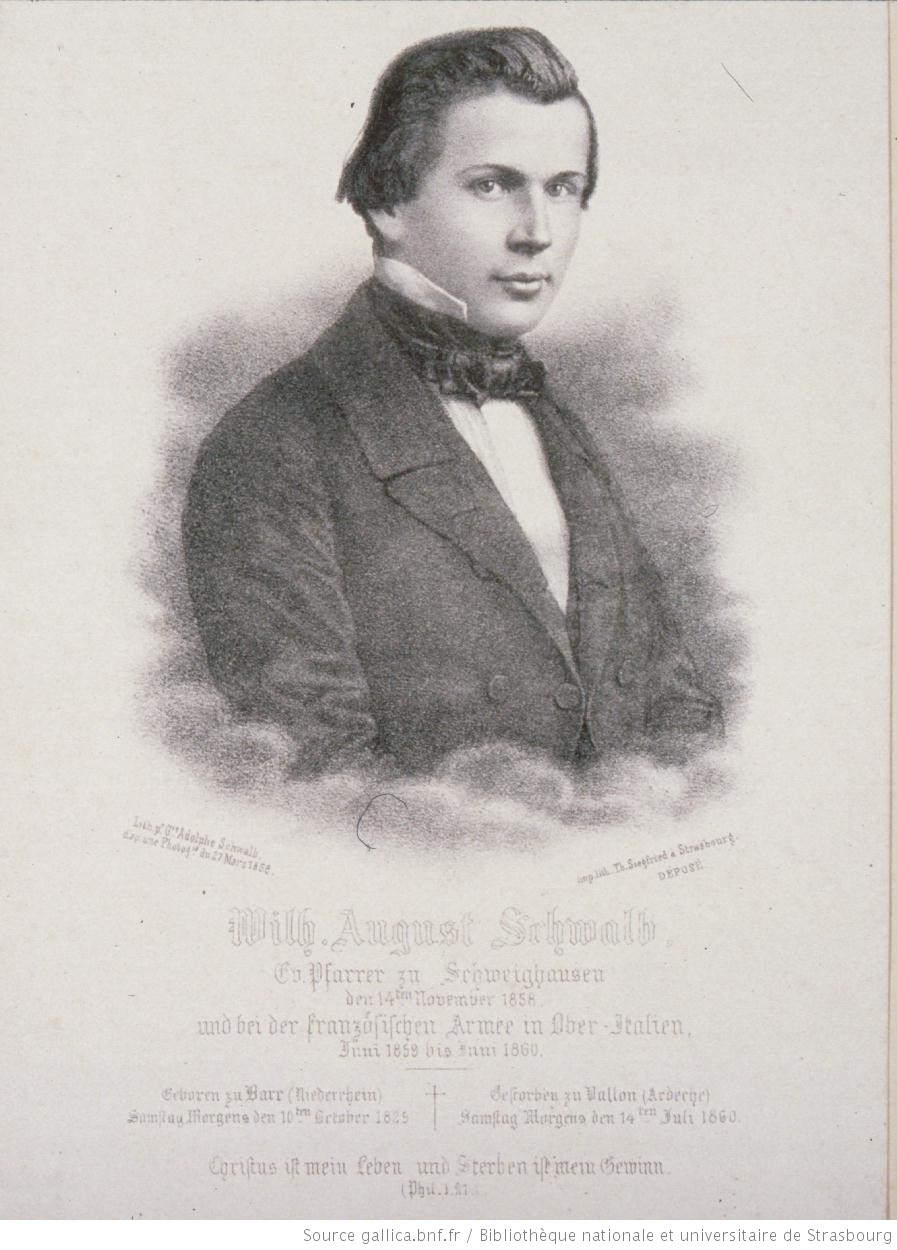 Lith. pr. Gve Adolphe Schwalb.
d'ap. une Photog. ie du 27 Mars 1858.
Imp. lith. Th. Siegfried à Strasbourg.
DÉPOSÉ
Wilh. August Schwalb,
Ev. Pfarrer zu Schweighausen
den 14ten November 1858.
und bei der französischen Armee in Ober-Italien,
Juni 1859 bis Juni 1860.
Geboren zu Barr (Niederrhein)
Samstag Morgens den 10ten October 1829
Gestorben zu Vallon (Ardeche)
Samstag Morgens den 14ten Juli 1860.
Christus ist mein Leben und Sterben ist mein Gewinn.
(Phil. 1.21.
Source gallica.bnf.fr / Bibliothèque nationale et universitaire de Strasbourg